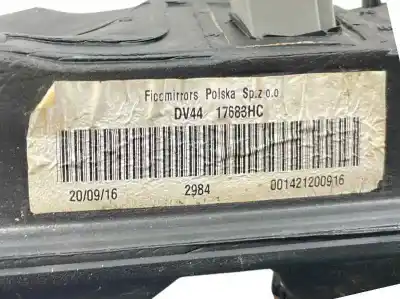 Ficomirrors Polska Sp.z o.o
DV44 17683HC
20/09/16 2984 001421200916